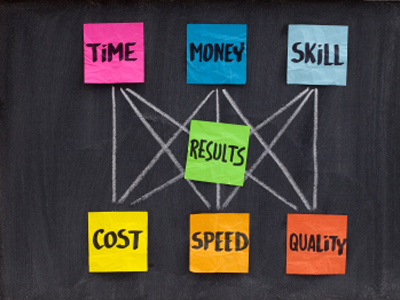 TIME
MONEY
SKILL
RESULTS
COST
SPEED
QUALITY